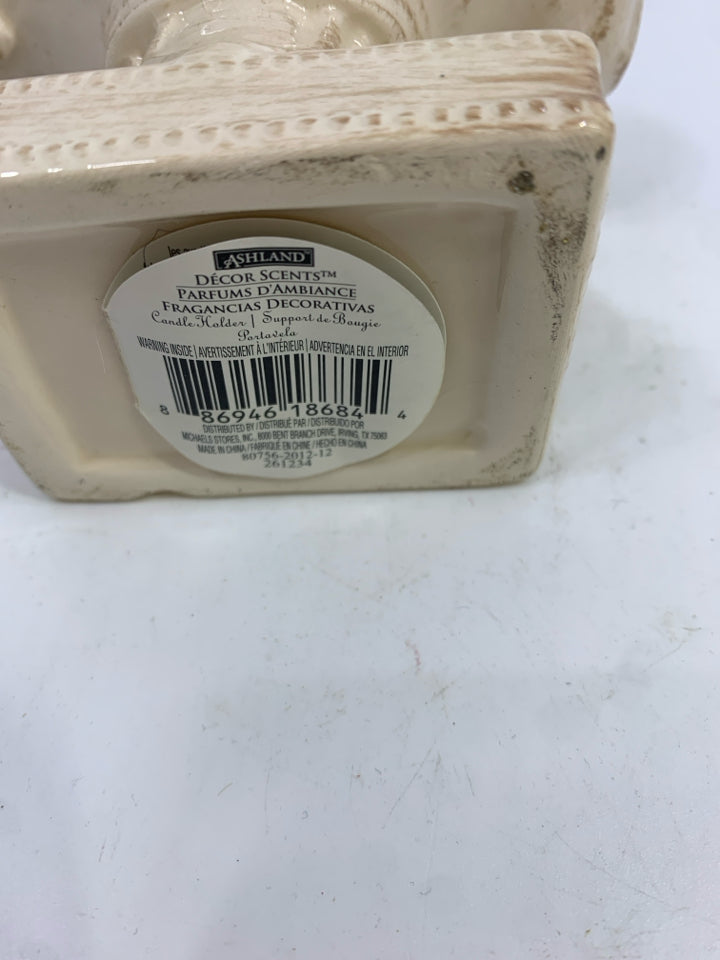 ASHLAND™
DÉCOR SCENTS™
PARFUMS D'AMBIANCE
FRAGANCIAS DECORATIVAS
Candle Holder | Support de Bougie
Portavela
WARNING INSIDE | AVERTISSEMENT À L'INTÉRIEUR | ADVERTENCIA EN EL INTERIOR
8 86946 18684 4
DISTRIBUTED BY / DISTRIBUÉ PAR / DISTRIBUIDO POR
MICHAELS STORES, INC., 8000 BENT BRANCH DRIVE, IRVING, TX 75063
MADE IN CHINA / FABRIQUÉ EN CHINE / HECHO EN CHINA
80756-2012-12
261234